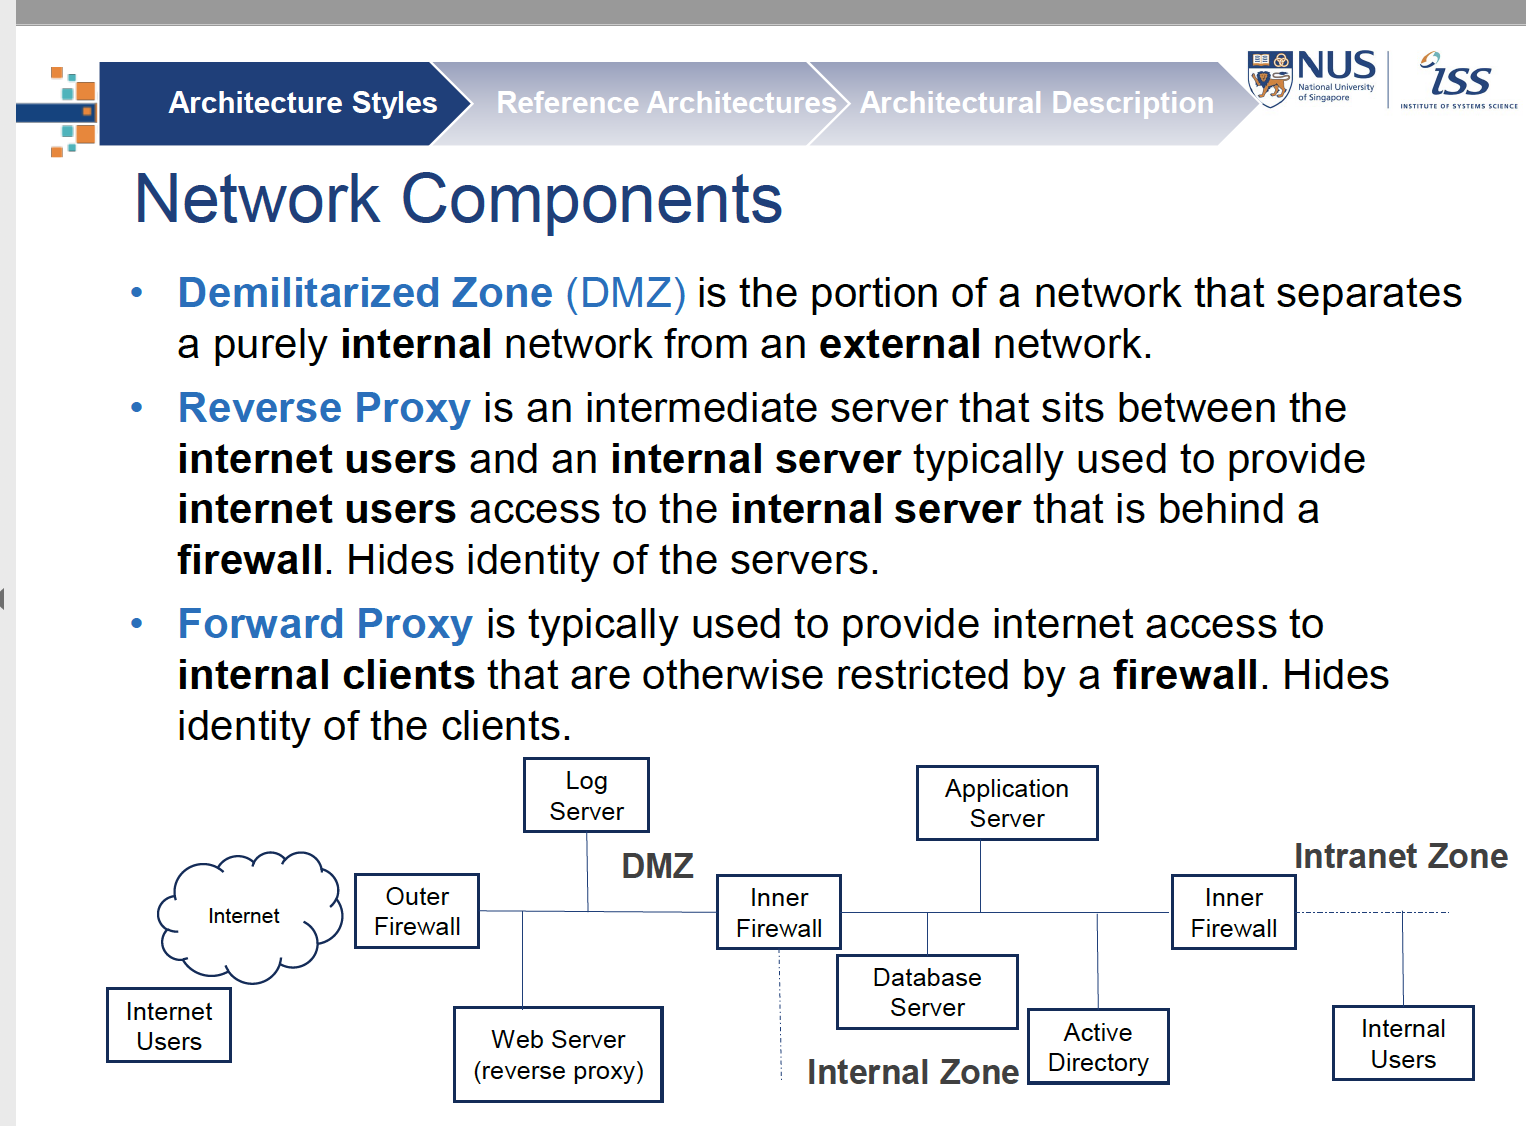 Architecture Styles
Reference Architectures
Architectural Description
NUS
National University
of Singapore
iss
INSTITUTE OF SYSTEMS SCIENCE
Network Components
• Demilitarized Zone (DMZ) is the portion of a network that separates
a purely internal network from an external network.
• Reverse Proxy is an intermediate server that sits between the
internet users and an internal server typically used to provide
internet users access to the internal server that is behind a
firewall. Hides identity of the servers.
• Forward Proxy is typically used to provide internet access to
internal clients that are otherwise restricted by a firewall. Hides
identity of the clients.
Log
Server
Application
Server
DMZ
Intranet Zone
Internet
Outer
Firewall
Inner
Firewall
Inner
Firewall
Database
Server
Internet
Users
Web Server
(reverse proxy)
Internal Zone
Active
Directory
Internal
Users